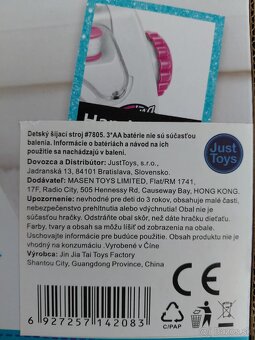 Just
Toys
Detský šijací stroj #7805. 3*AA batérie nie sú súčasťou
balenia. Informácie o batériách a návod na ich
použitie sa nachádzajú v balení.
Dovozca a Distribútor: JustToys, s.r.o.,
Jadranská 13, 84101 Bratislava, Slovensko.
Dodávateľ: MASEN TOYS LIMITED, Flat/RM 1741,
17F, Radio City, 505 Hennessy Rd, Causeway Bay, HONG KONG.
Upozornenie: nevhodné pre deti do 3 rokov, obsahuje malé časti,
nebezpečenstvo prehltnutia alebo vdýchnutia! Obal nie je
súčasťou hračky. Odstráňte obal, než dáte hračku dieťaťu.
Farby, tvary a obsah sa môžu líšiť od zobrazenia na obale.
Uschovajte informácie pre budúce použitie. Obsah produktu nie je
vhodný na konzumáciu .Vyrobené v Číne
Výrobca: Jin Jia Tai Toys Factory
Shantou City, Guangdong Province, China
C/PAP
CE
6 927257 142083